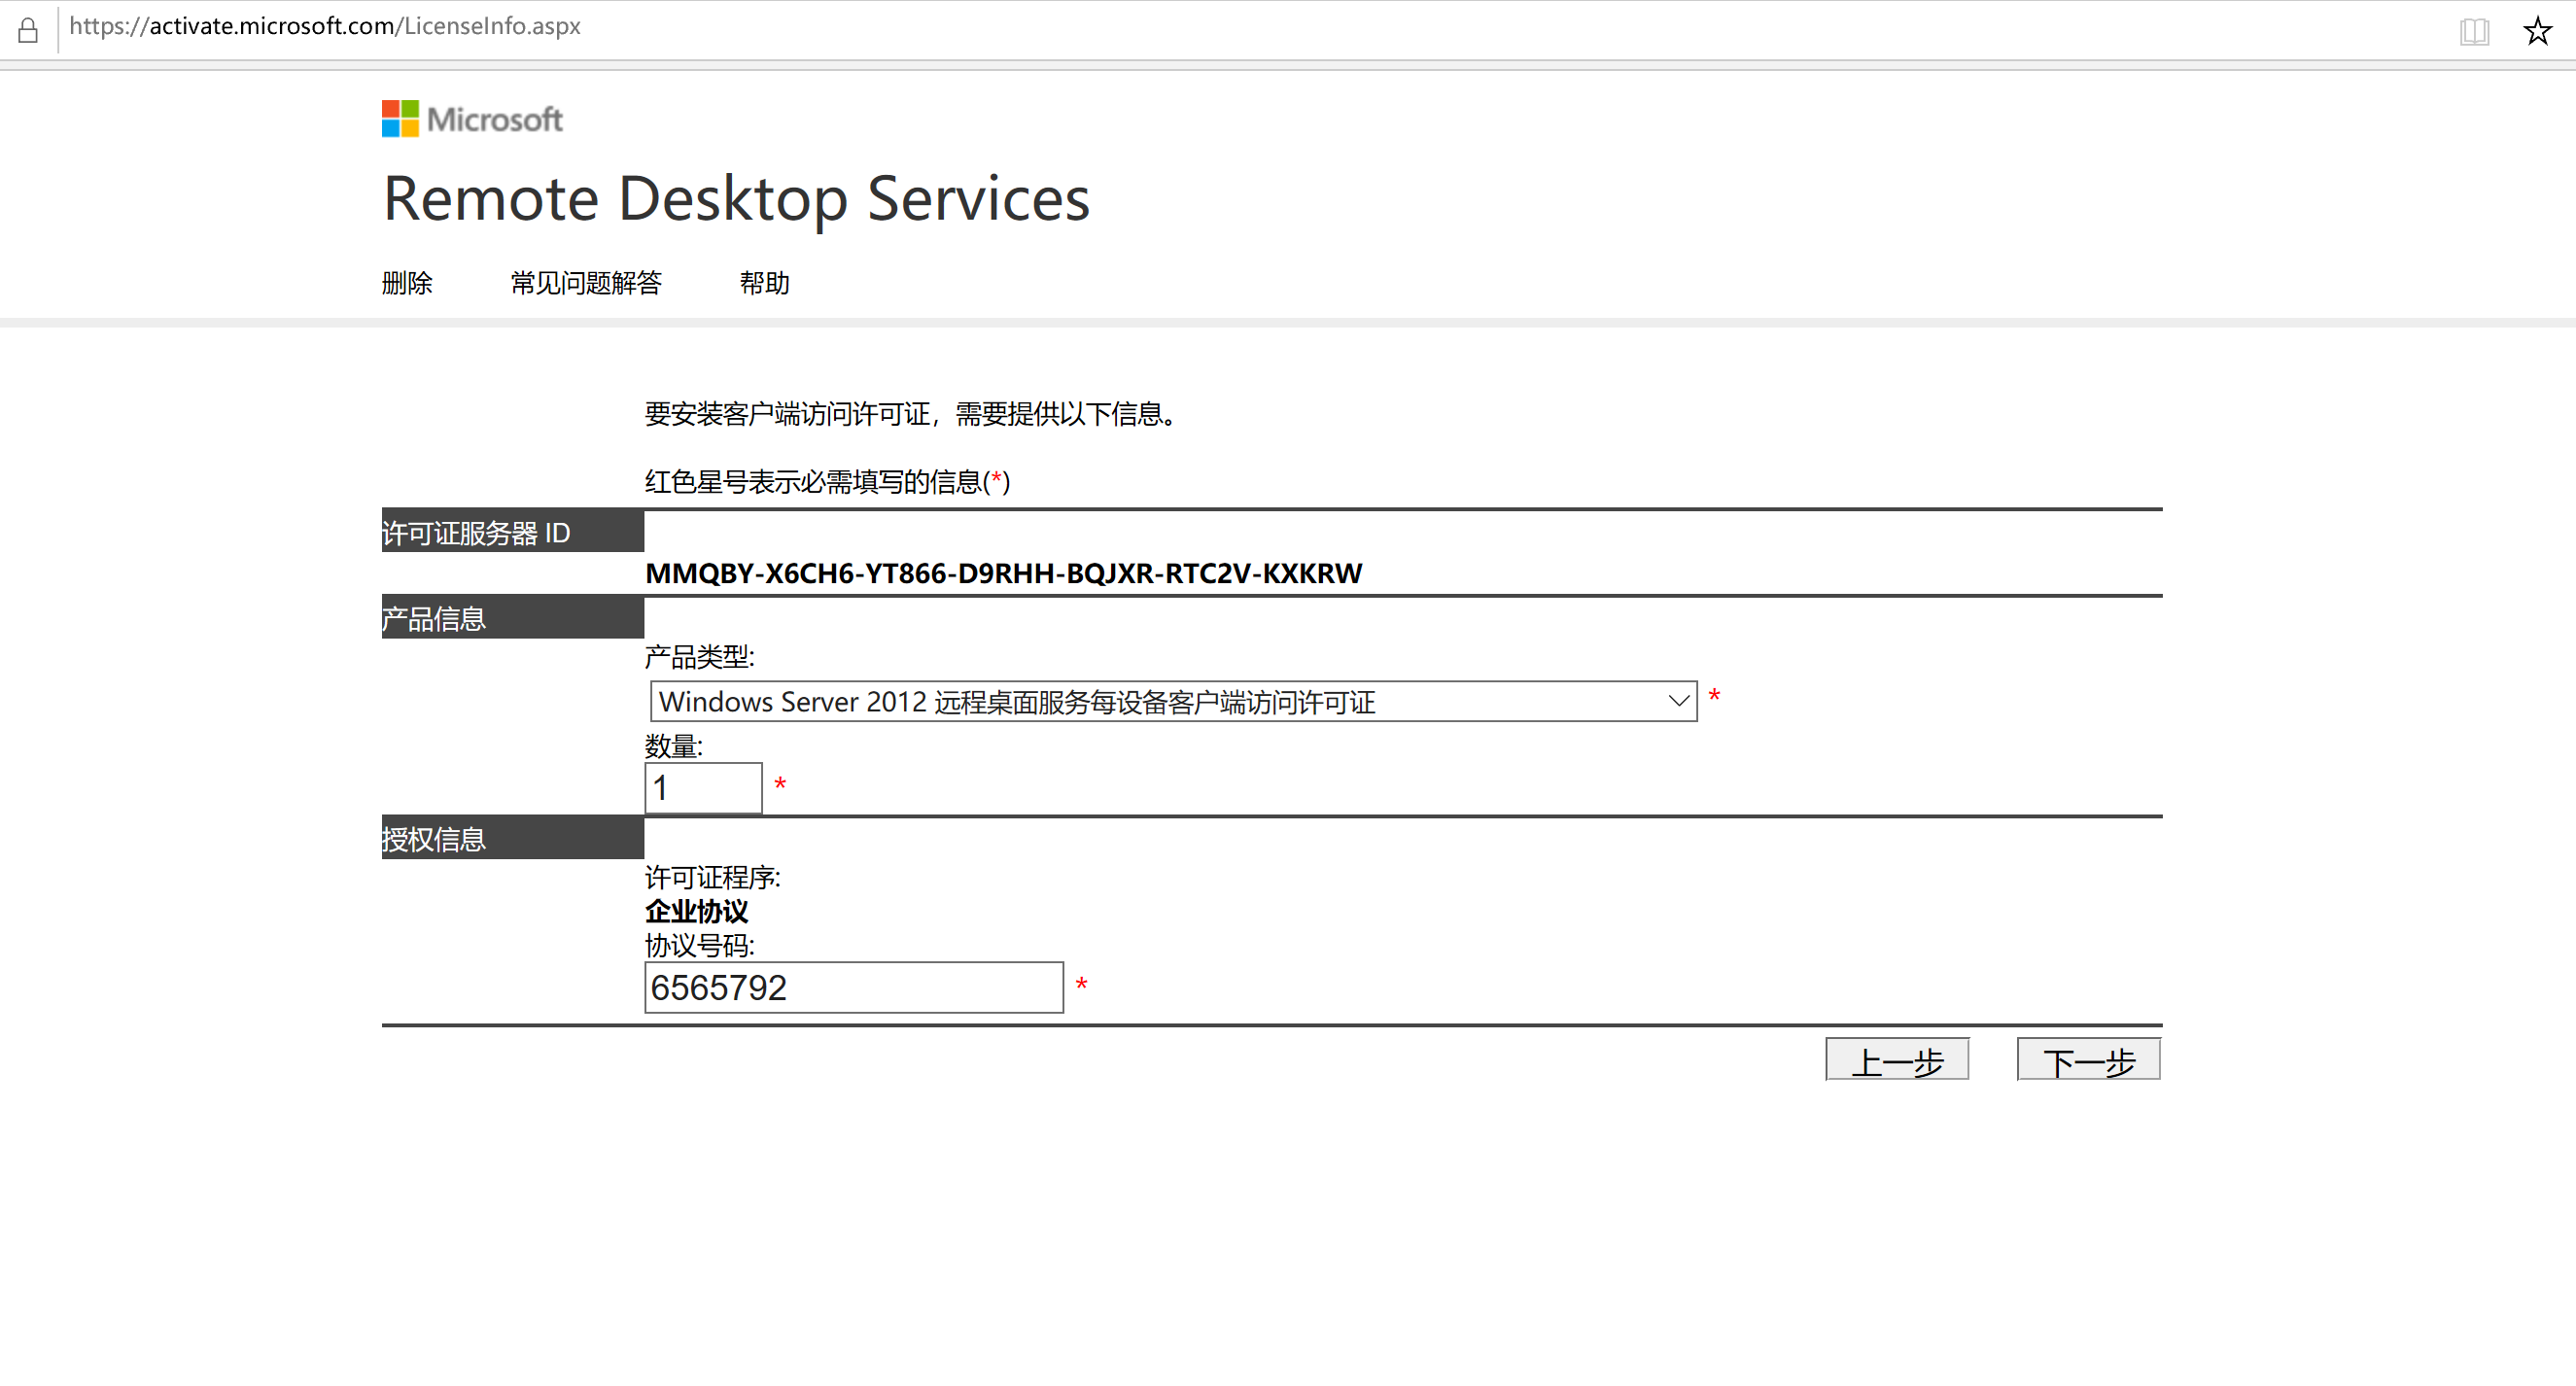 https://activate.microsoft.com/LicenseInfo.aspx
Microsoft
Remote Desktop Services
删除 常见问题解答 帮助
要安装客户端访问许可证，需要提供以下信息。
红色星号表示必需填写的信息(*)
许可证服务器 ID
MMQBY-X6CH6-YT866-D9RHH-BQJXR-RTC2V-KXKRW
产品信息
产品类型:
Windows Server 2012 远程桌面服务每设备客户端访问许可证 *
数量:
1 *
授权信息
许可证程序:
企业协议
协议号码:
6565792 *
上一步 下一步